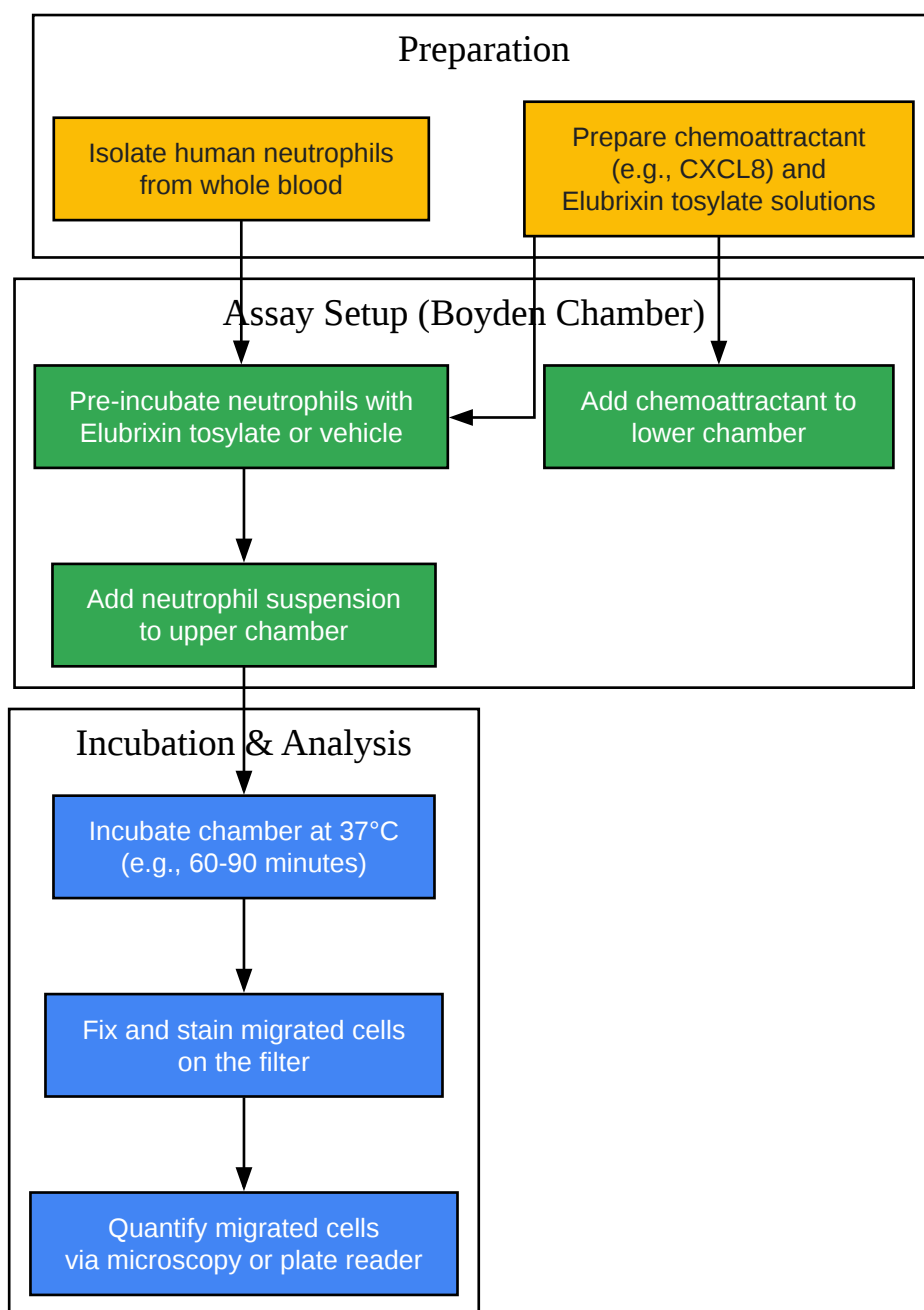 Preparation
Isolate human neutrophils
from whole blood
Prepare chemoattractant
(e.g., CXCL8) and
Elubrixin tosylate solutions
Assay Setup (Boyden Chamber)
Pre-incubate neutrophils with
Elubrixin tosylate or vehicle
Add chemoattractant to
lower chamber
Add neutrophil suspension
to upper chamber
Incubation & Analysis
Incubate chamber at 37°C
(e.g., 60-90 minutes)
Fix and stain migrated cells
on the filter
Quantify migrated cells
via microscopy or plate reader